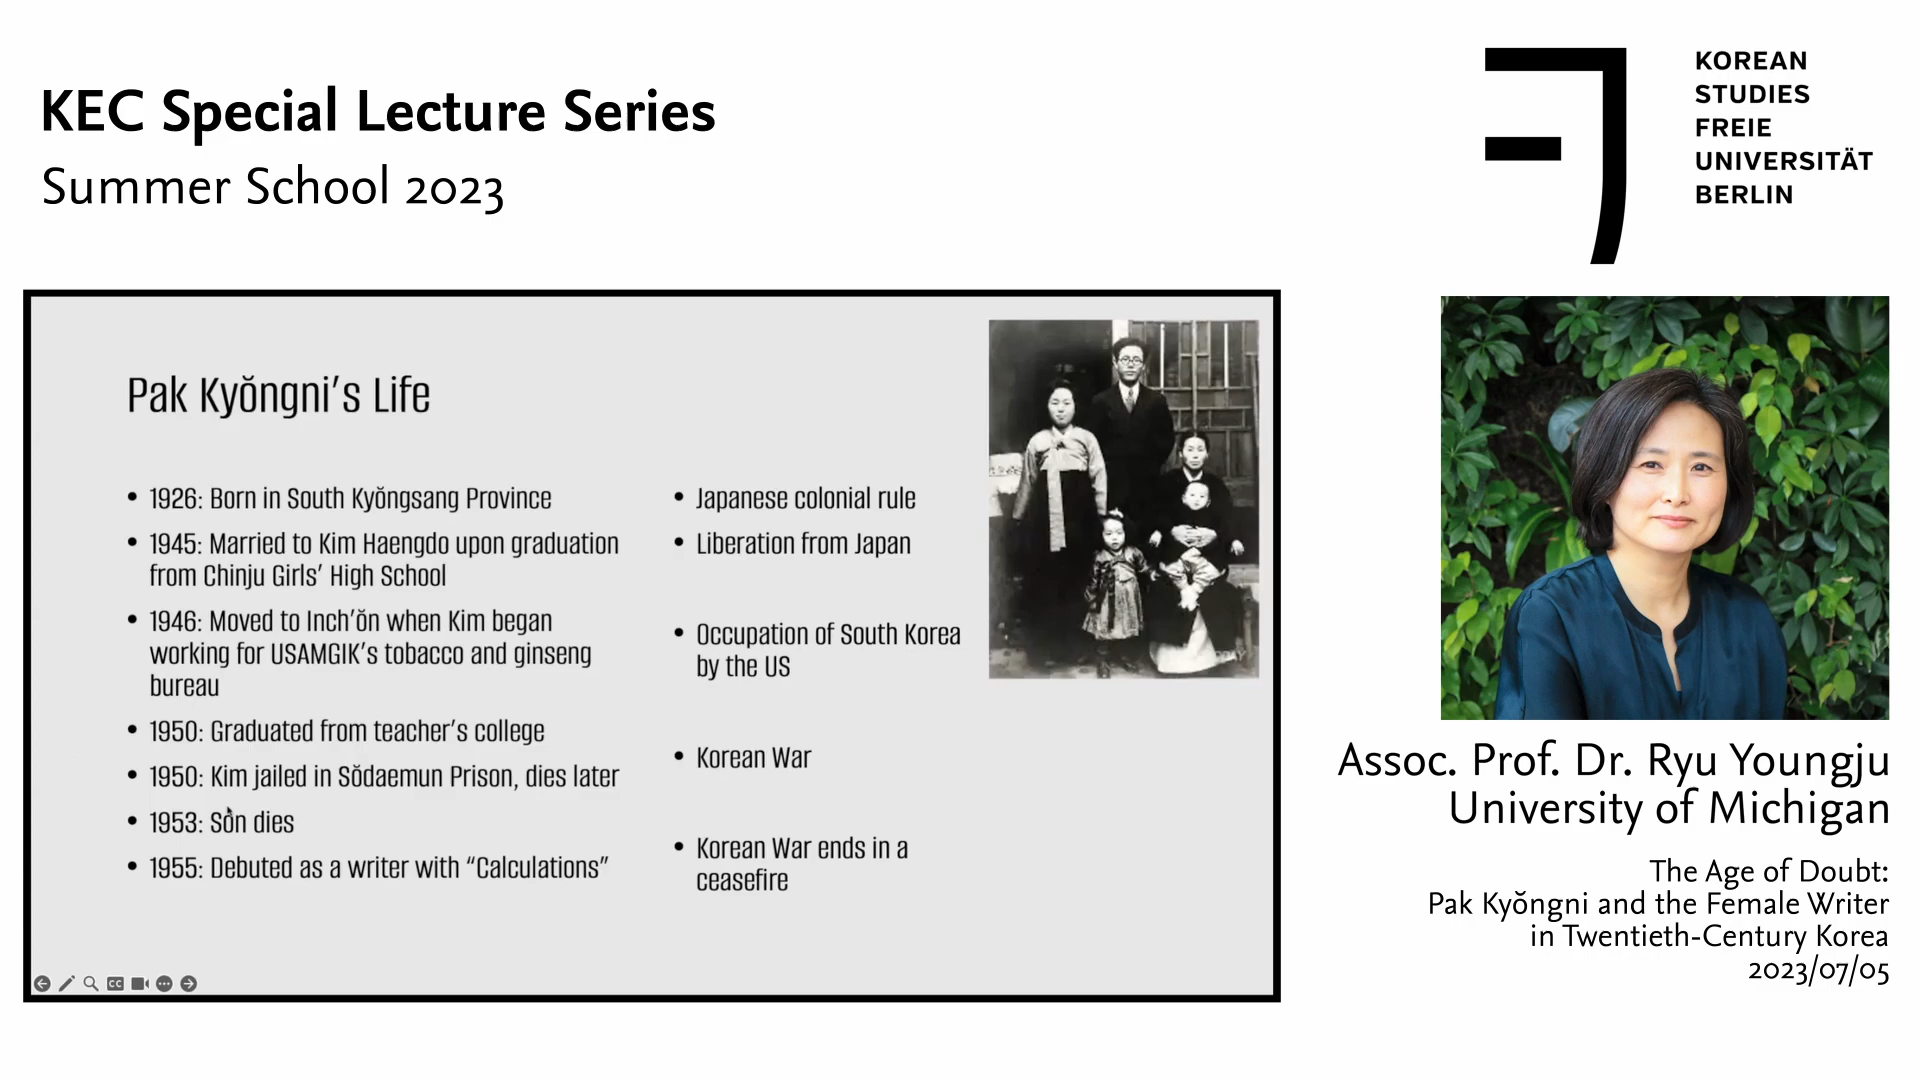 KEC Special Lecture Series
Summer School 2023
KOREAN
STUDIES
FREIE
UNIVERSITÄT
BERLIN
Pak Kyŏngni’s Life
• 1926: Born in South Kyŏngsang Province
• 1945: Married to Kim Haengdo upon graduation
from Chinju Girls’ High School
• 1946: Moved to Inch’ŏn when Kim began
working for USAMGIK’s tobacco and ginseng
bureau
• 1950: Graduated from teacher’s college
• 1950: Kim jailed in Sŏdaemun Prison, dies later
• 1953: Son dies
• 1955: Debuted as a writer with “Calculations”
• Japanese colonial rule
• Liberation from Japan
• Occupation of South Korea
by the US
• Korean War
• Korean War ends in a
ceasefire
CC
Assoc. Prof. Dr. Ryu Youngju
University of Michigan
The Age of Doubt:
Pak Kyŏngni and the Female Writer
in Twentieth-Century Korea
2023/07/05